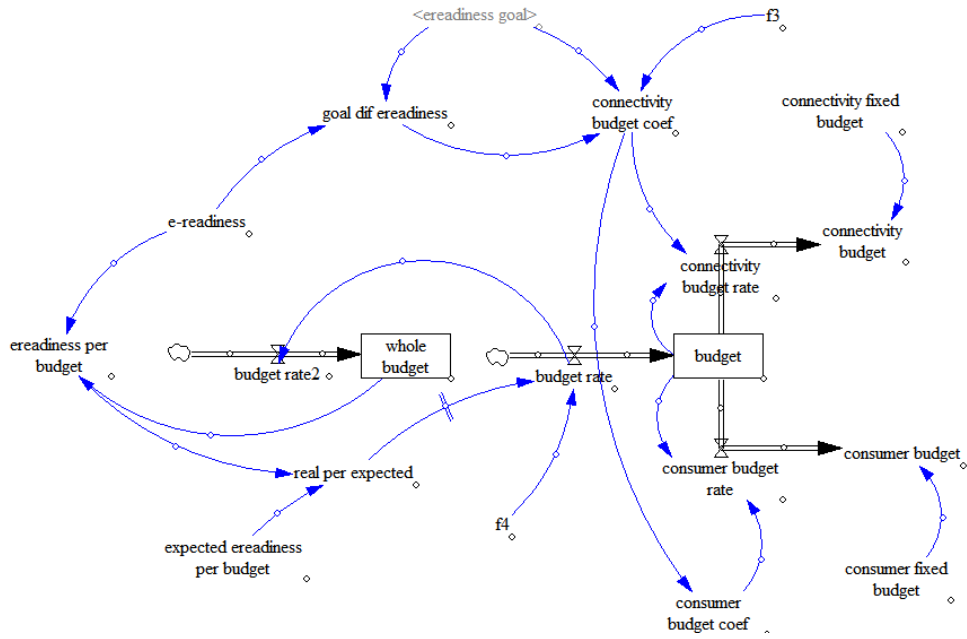 <ereadiness goal>
f3
goal dif ereadiness
connectivity
budget coef
connectivity fixed
budget
e-readiness
connectivity
budget
connectivity
budget rate
ereadiness per
budget
whole
budget
budget rate2
budget rate
budget
real per expected
consumer budget
rate
consumer budget
f4
expected ereadiness
per budget
consumer fixed
budget
consumer
budget coef